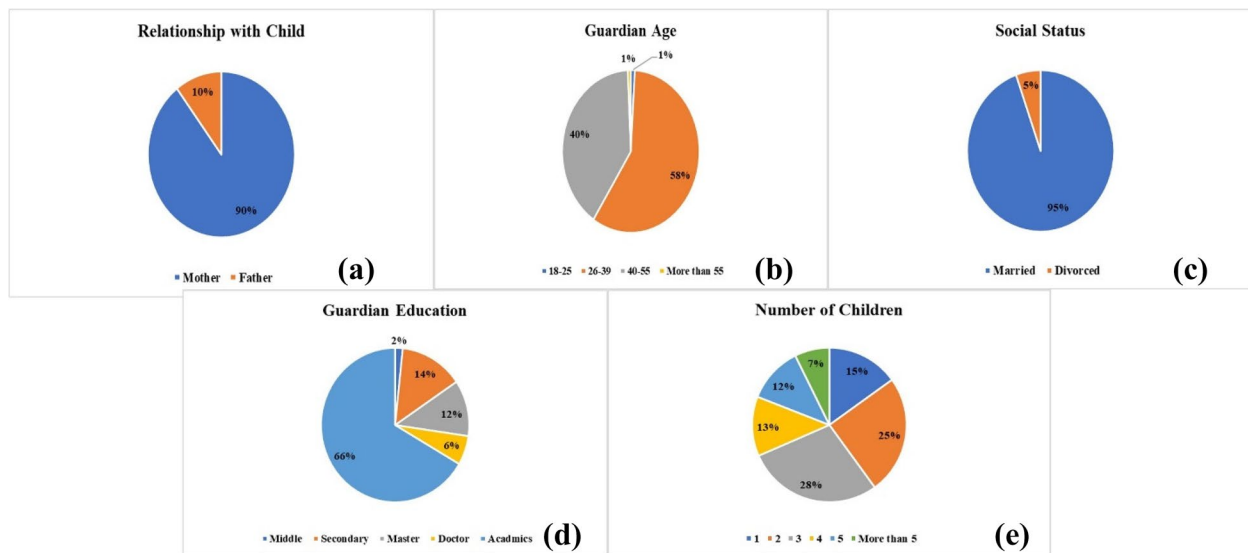 Relationship with Child
10%
90%
Mother Father
(a)
Guardian Age
1% 1%
40%
58%
18-25 26-39 40-55 More than 55
(b)
Social Status
5%
95%
Married Divorced
(c)
Guardian Education
2%
14%
12%
6%
66%
Middle Secondary Master Doctor Acadmics
(d)
Number of Children
7% 15%
12%
25%
13%
28%
1 2 3 4 5 More than 5
(e)